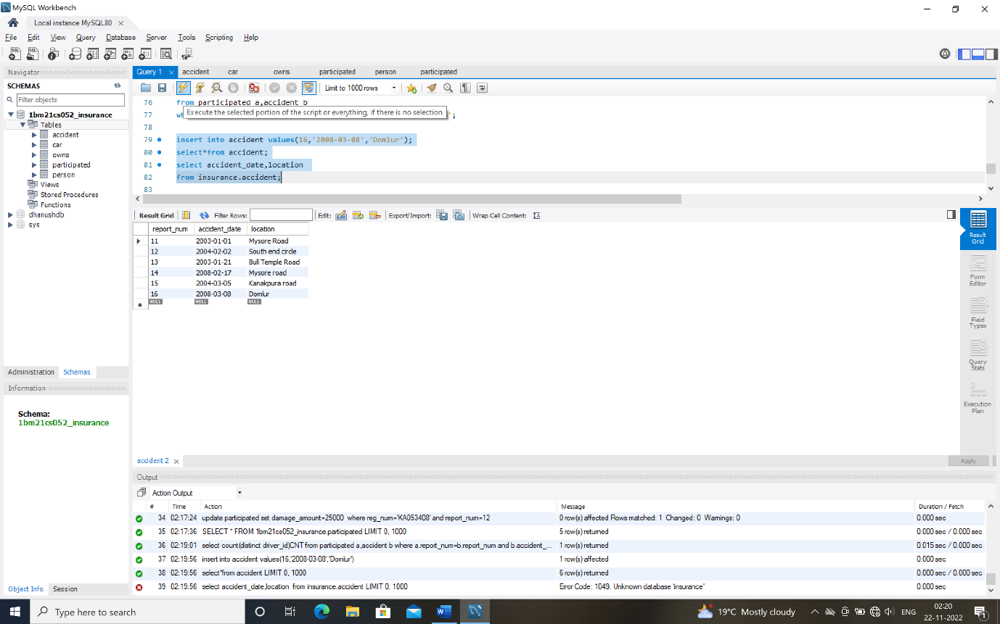 MySQL Workbench
Local instance MySQL80
File Edit View Query Database Server Tools Scripting Help
Navigator
SCHEMAS
Filter objects
1bm21cs052_insurance
Tables
accident
car
owns
participated
person
Views
Stored Procedures
Functions
dhanushdb
sys
Administration Schemas
Information
Schema:
1bm21cs052_insurance
Object Info Session
Query 1 accident car owns participated person participated
Limit to 1000 rows
76 from participated a,accident b
77 wh ';
Execute the selected portion of the script or everything, if there is no selection
78
79 insert into accident values(16,'2008-03-08','Domlur');
80 select*from accident;
81 select accident_date,location
82 from insurance.accident;
83
Result Grid Filter Rows: Edit: Export/Import: Wrap Cell Content:
report_num accident_date location
11 2003-01-01 Mysore Road
12 2004-02-02 South end circle
13 2003-01-21 Bull Temple Road
14 2008-02-17 Mysore road
15 2004-03-05 Kanakpura road
16 2008-03-08 Domlur
NULL NULL NULL
Result
Grid
Form
Editor
Field
Types
Query
Stats
Execution
Plan
accident 2
Apply
Output
Action Output
# Time Action Message Duration / Fetch
34 02:17:24 update participated set damage_amount=25000 where reg_num='KA053408' and report_num=12 0 row(s) affected Rows matched: 1 Changed: 0 Warnings: 0 0.000 sec
35 02:17:36 SELECT * FROM 1bm21cs052_insurance.participated LIMIT 0, 1000 5 row(s) returned 0.000 sec / 0.000 sec
36 02:19:01 select count(distinct driver_id)CNT from participated a,accident b where a.report_num=b.report_num and b.accident_... 1 row(s) returned 0.015 sec / 0.000 sec
37 02:19:56 insert into accident values(16,'2008-03-08','Domlur') 1 row(s) affected 0.000 sec
38 02:19:56 select*from accident LIMIT 0, 1000 6 row(s) returned 0.000 sec / 0.000 sec
39 02:19:56 select accident_date,location from insurance.accident LIMIT 0, 1000 Error Code: 1049. Unknown database 'insurance' 0.000 sec
Type here to search
19°C Mostly cloudy
ENG
02:20
22-11-2022
1